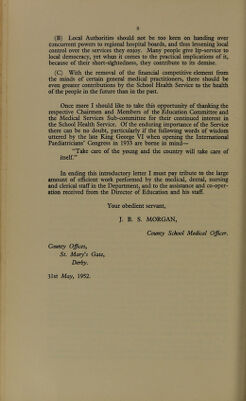 8
(B) Local Authorities should not be too keen on handing over
concurrent powers to regional hospital boards, and thus lessening local
control over the services they enjoy. Many people give lip-service to
local democracy, yet when it comes to the practical implications of it,
because of their short-sightedness, they contribute to its demise.
(C) With the removal of the financial competitive element from
the minds of certain general medical practitioners, there should be
even greater contributions by the School Health Service to the health
of the people in the future than in the past.
Once more I should like to take this opportunity of thanking the
respective Chairmen and Members of the Education Committee and
the Medical Services Sub-committee for their continued interest in
the School Health Service. Of the enduring importance of the Service
there can be no doubt, particularly if the following words of wisdom
uttered by the late King George VI when opening the International
Paediatricians' Congress in 1933 are borne in mind—
"Take care of the young and the country will take care of
itself."
In ending this introductory letter I must pay tribute to the large
amount of efficient work performed by the medical, dental, nursing
and clerical staff in the Department, and to the assistance and co-oper-
ation received from the Director of Education and his staff.
Your obedient servant,
J. B. S. MORGAN,
County School Medical Officer.
County Offices,
St. Mary's Gate,
Derby.
31st May, 1952.